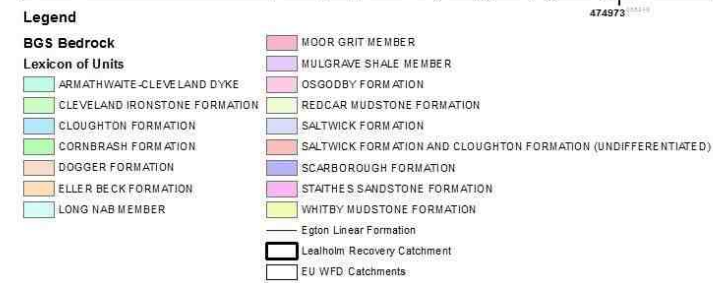 474973
Legend
BGS Bedrock
Lexicon of Units
ARMATHWAITE-CLEVELAND DYKE
CLEVELAND IRONSTONE FORMATION
CLOUGHTON FORMATION
CORNBRASH FORMATION
DOGGER FORMATION
ELLER BECK FORMATION
LONG NAB MEMBER
MOOR GRIT MEMBER
MULGRAVE SHALE MEMBER
OSGODBY FORMATION
REDCAR MUDSTONE FORMATION
SALTWICK FORMATION
SALTWICK FORMATION AND CLOUGHTON FORMATION (UNDIFFERENTIATED)
SCARBOROUGH FORMATION
STAITHES SANDSTONE FORMATION
WHITBY MUDSTONE FORMATION
Egton Linear Formation
Lealholm Recovery Catchment
EU WFD Catchments